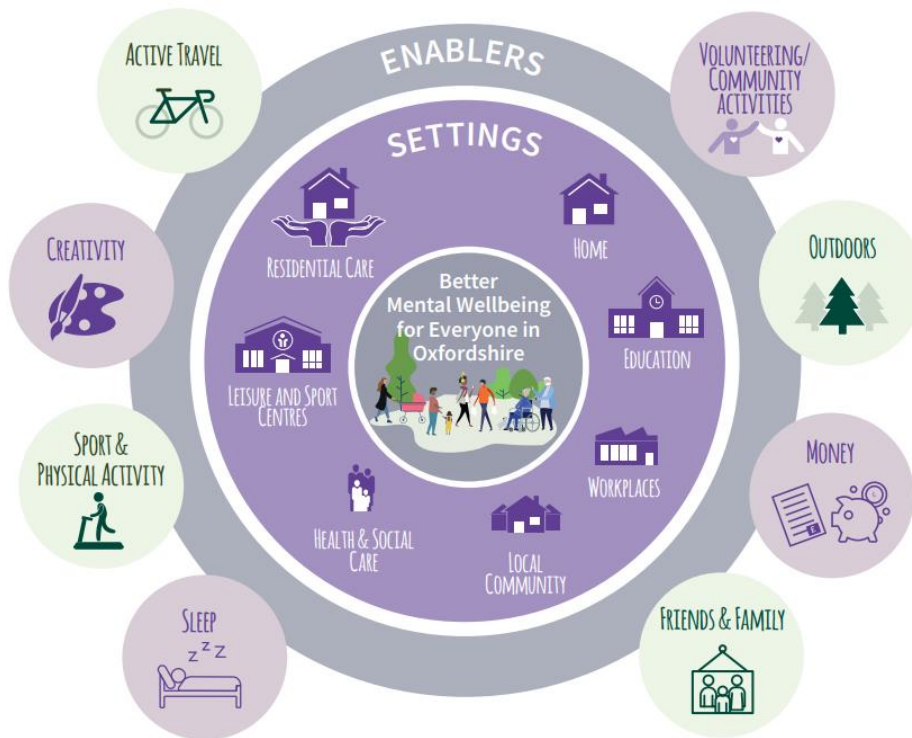 ENABLERS
SETTINGS
ACTIVE TRAVEL
VOLUNTEERING/
COMMUNITY
ACTIVITIES
CREATIVITY
OUTDOORS
SPORT &
PHYSICAL ACTIVITY
MONEY
£
SLEEP
z z z
FRIENDS & FAMILY
RESIDENTIAL CARE
HOME
LEISURE AND SPORT
CENTRES
EDUCATION
HEALTH & SOCIAL
CARE
WORKPLACES
LOCAL
COMMUNITY
Better
Mental Wellbeing
for Everyone in
Oxfordshire